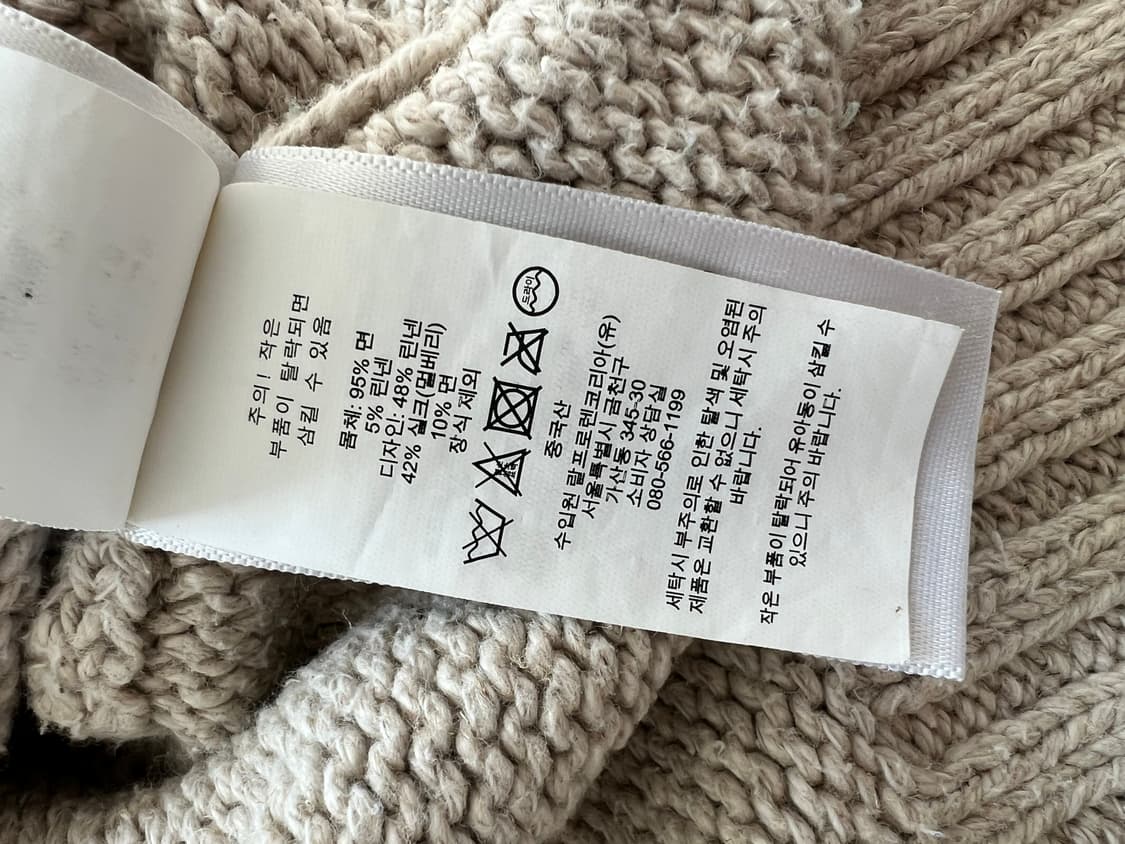 주의! 작은
부품이 탈락되면
삼킬 수 있음
몸체: 95% 면
5% 린넨
디자인: 48% 린넨
42% 실크(멀베리)
10% 면
장식 제외
드라이
중국산
수입원 랄프로렌코리아(유)
서울특별시 금천구
가산동 345-30
소비자 상담실
080-566-1199
세탁시 부주의로 인한 탈색 및 오염된
제품은 교환할 수 없으니 세탁시 주의
바랍니다.
작은 부품이 탈락되어 유아동이 삼킬 수
있으니 주의 바랍니다.